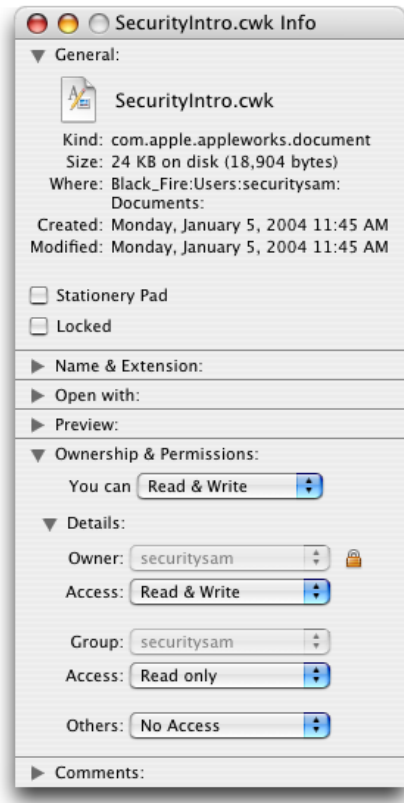 SecurityIntro.cwk Info
General:
SecurityIntro.cwk
Kind: com.apple.appleworks.document
Size: 24 KB on disk (18,904 bytes)
Where: Black_Fire:Users:securitysam:
Documents:
Created: Monday, January 5, 2004 11:45 AM
Modified: Monday, January 5, 2004 11:45 AM
Stationery Pad
Locked
Name & Extension:
Open with:
Preview:
Ownership & Permissions:
You can Read & Write
Details:
Owner: securitysam
Access: Read & Write
Group: securitysam
Access: Read only
Others: No Access
Comments: